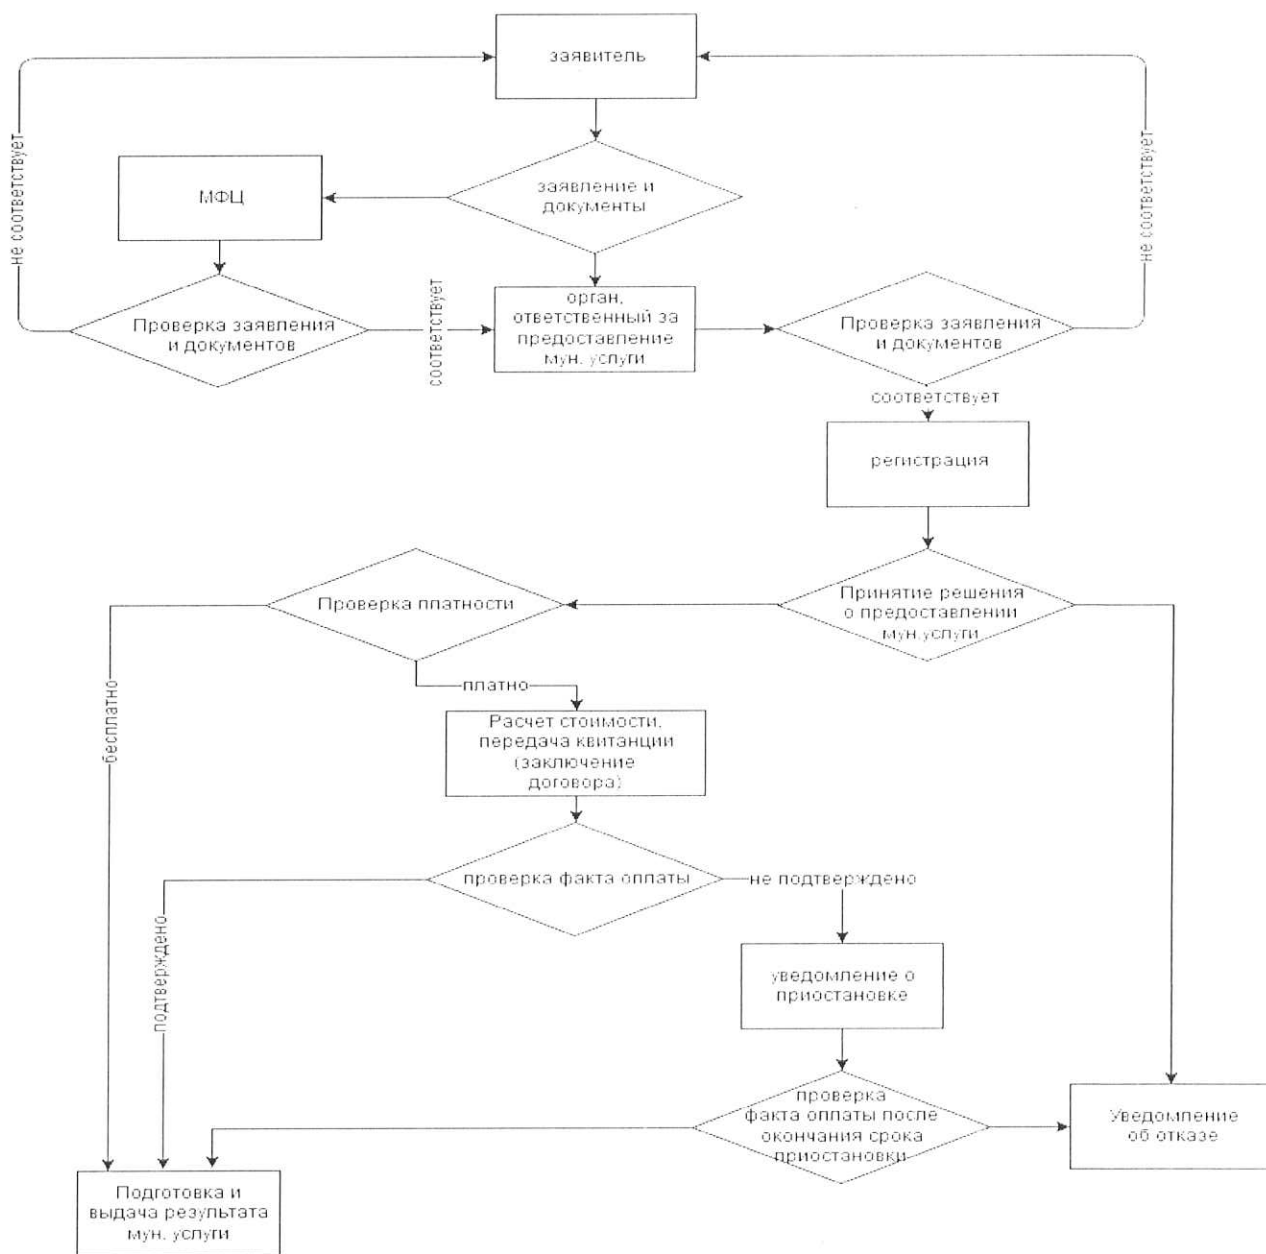 заявитель
не соответствует
не соответствует
МФЦ
заявление и
документы
Проверка заявления
и документов
соответствует
орган,
ответственный за
предоставление
мун. услуги
Проверка заявления
и документов
соответствует
регистрация
Проверка платности
Принятие решения
о предоставлении
мун.услуги
бесплатно
платно
Расчет стоимости,
передача квитанции
(заключение
договора)
проверка факта оплаты
не подтверждено
подтверждено
уведомление о
приостановке
проверка
факта оплаты после
окончания срока
приостановки
Уведомление
об отказе
Подготовка и
выдача результата
мун. услуги